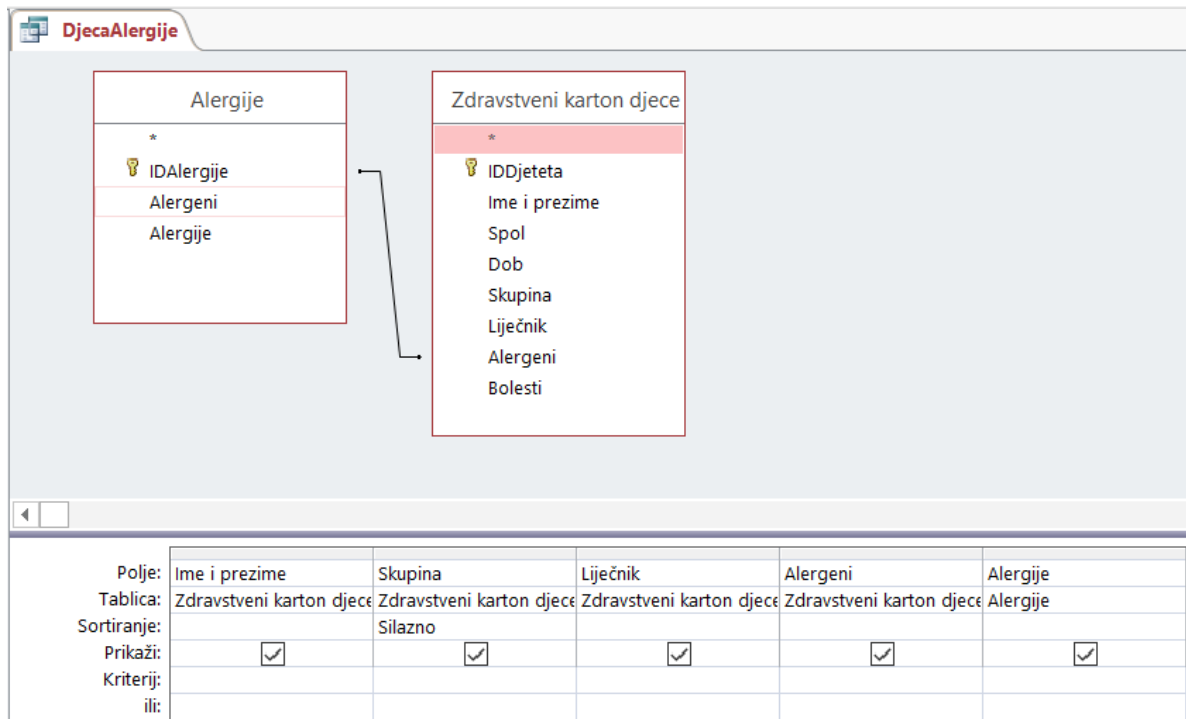 DjecaAlergije
Alergije
*
IDAlergije
Alergeni
Alergije
Zdravstveni karton djece
*
IDDjeteta
Ime i prezime
Spol
Dob
Skupina
Liječnik
Alergeni
Bolesti
Polje: Ime i prezime Skupina Liječnik Alergeni Alergije
Tablica: Zdravstveni karton djece Zdravstveni karton djece Zdravstveni karton djece Zdravstveni karton djece Alergije
Sortiranje: Silazno
Prikaži:
Kriterij:
ili: